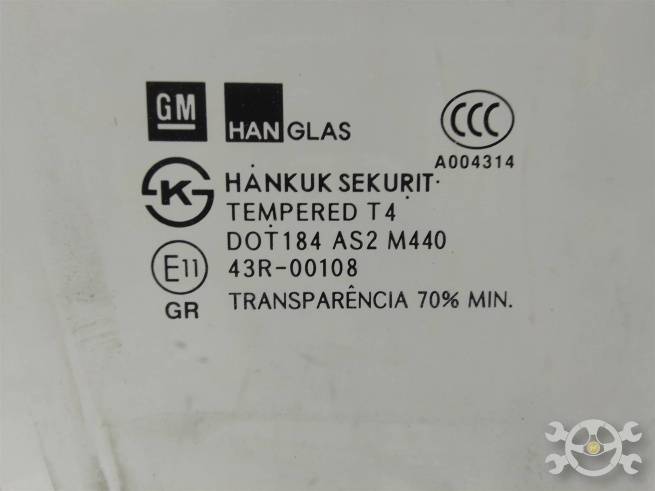 GM
HANGLAS
CCC
A004314
K
HANKUK SEKURIT
TEMPERED T4
DOT184 AS2 M440
E11
43R-00108
GR
TRANSPARÊNCIA 70% MIN.